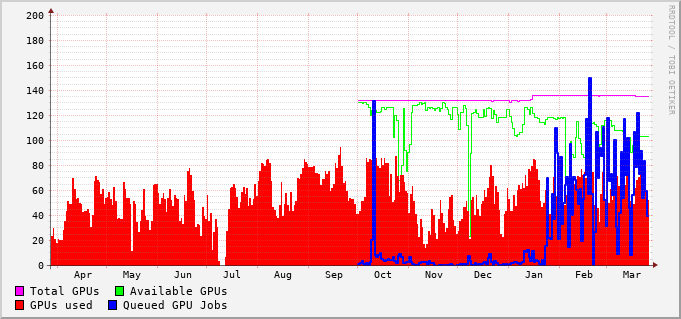 200
180
160
140
120
100
80
60
40
20
0
Apr May Jun Jul Aug Sep Oct Nov Dec Jan Feb Mar
Total GPUs Available GPUs
GPUs used Queued GPU Jobs
RRDTOOL / TOBI OETIKER